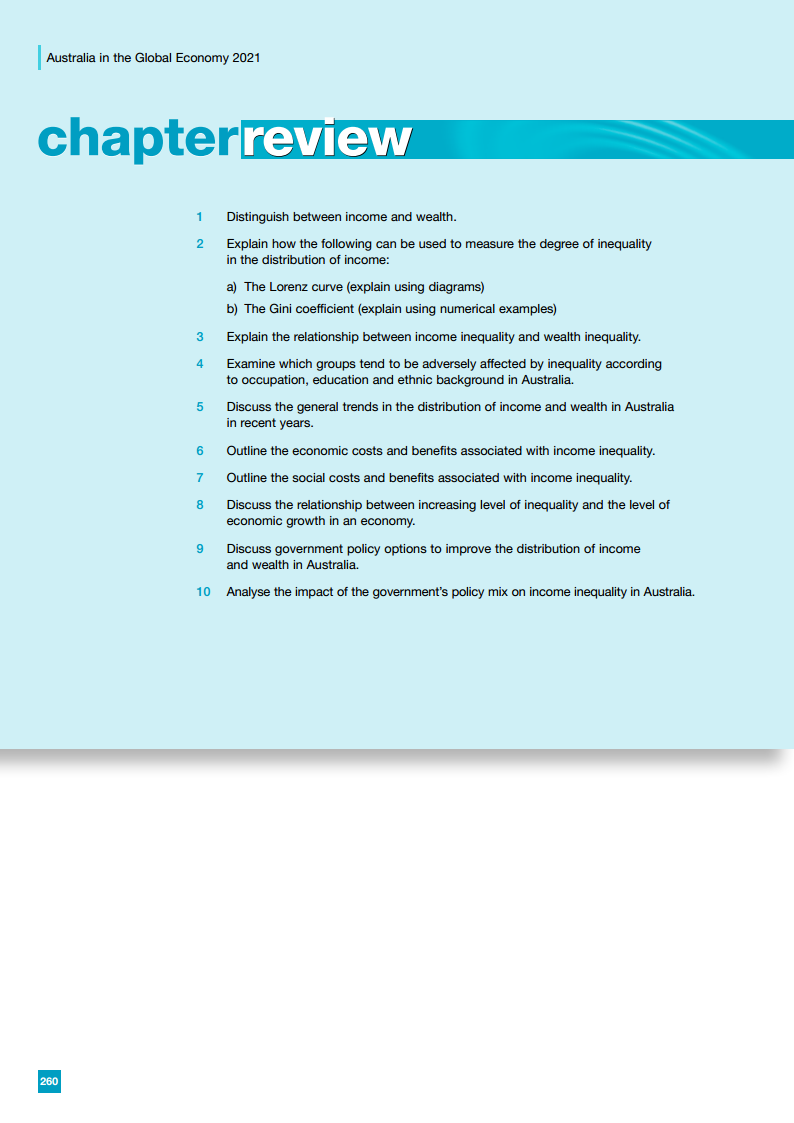 Australia in the Global Economy 2021
chapterreview
1 Distinguish between income and wealth.
2 Explain how the following can be used to measure the degree of inequality
in the distribution of income:
a) The Lorenz curve (explain using diagrams)
b) The Gini coefficient (explain using numerical examples)
3 Explain the relationship between income inequality and wealth inequality.
4 Examine which groups tend to be adversely affected by inequality according
to occupation, education and ethnic background in Australia.
5 Discuss the general trends in the distribution of income and wealth in Australia
in recent years.
6 Outline the economic costs and benefits associated with income inequality.
7 Outline the social costs and benefits associated with income inequality.
8 Discuss the relationship between increasing level of inequality and the level of
economic growth in an economy.
9 Discuss government policy options to improve the distribution of income
and wealth in Australia.
10 Analyse the impact of the government’s policy mix on income inequality in Australia.
260